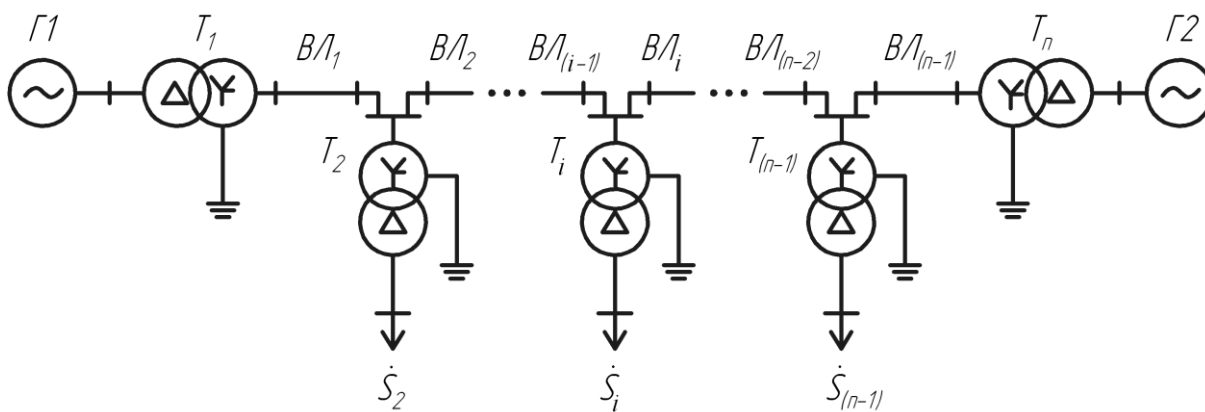 Г1 T₁ ВЛ₁ ВЛ₂ ВЛ₍ᵢ₋₁₎ ВЛᵢ ВЛ₍ₙ₋₂₎ ВЛ₍ₙ₋₁₎ Tₙ Г2
T₂ Tᵢ T₍ₙ₋₁₎
Ṡ₂ Ṡᵢ Ṡ₍ₙ₋₁₎